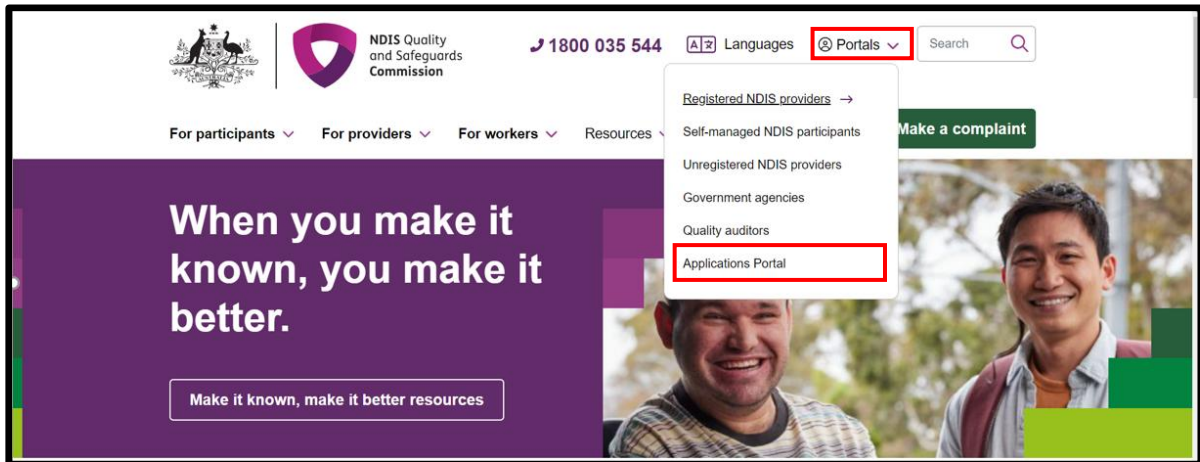 NDIS Quality
and Safeguards
Commission
1800 035 544
Languages
Portals
Search
For participants
For providers
For workers
Resources
Make a complaint
Registered NDIS providers →
Self-managed NDIS participants
Unregistered NDIS providers
Government agencies
Quality auditors
Applications Portal
When you make it
known, you make it
better.
Make it known, make it better resources